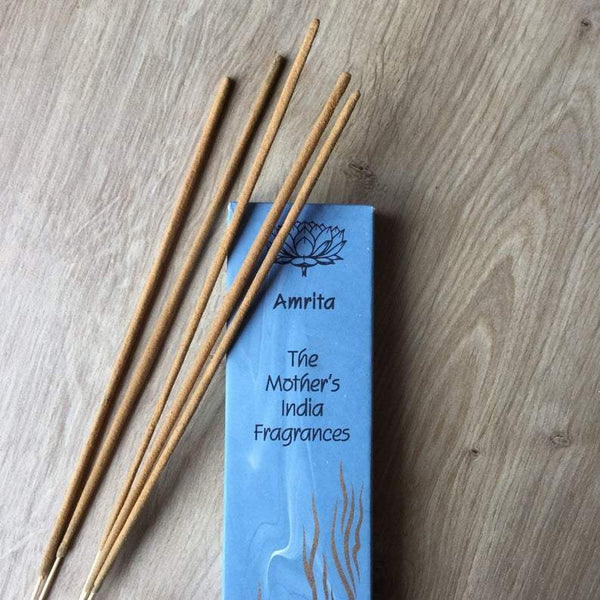 Amrita
The
Mother's
India
Fragrances